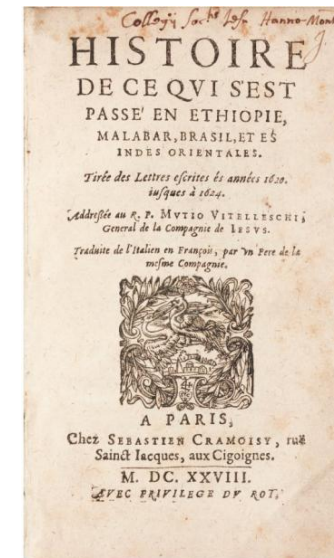 Collegij Soc^tis Jesu
HISTOIRE
DE CE QVI S'EST
PASSE' EN ETHIOPIE,
MALABAR, BRASIL, ET ES
INDES ORIENTALES.
Tirée des Lettres escrites és années 1620.
iusques à 1624.
Addressée au R. P. MVTIO VITELLESCHI,
General de la Compagnie de IESVS.
Traduite de l'Italien en François, par vn Pere de la
mesme Compagnie.
A PARIS,
Chez SEBASTIEN CRAMOISY, ruë
Sainct Iacques, aux Cigoignes.
M. DC. XXVIII.
AVEC PRIVILEGE DV ROY.